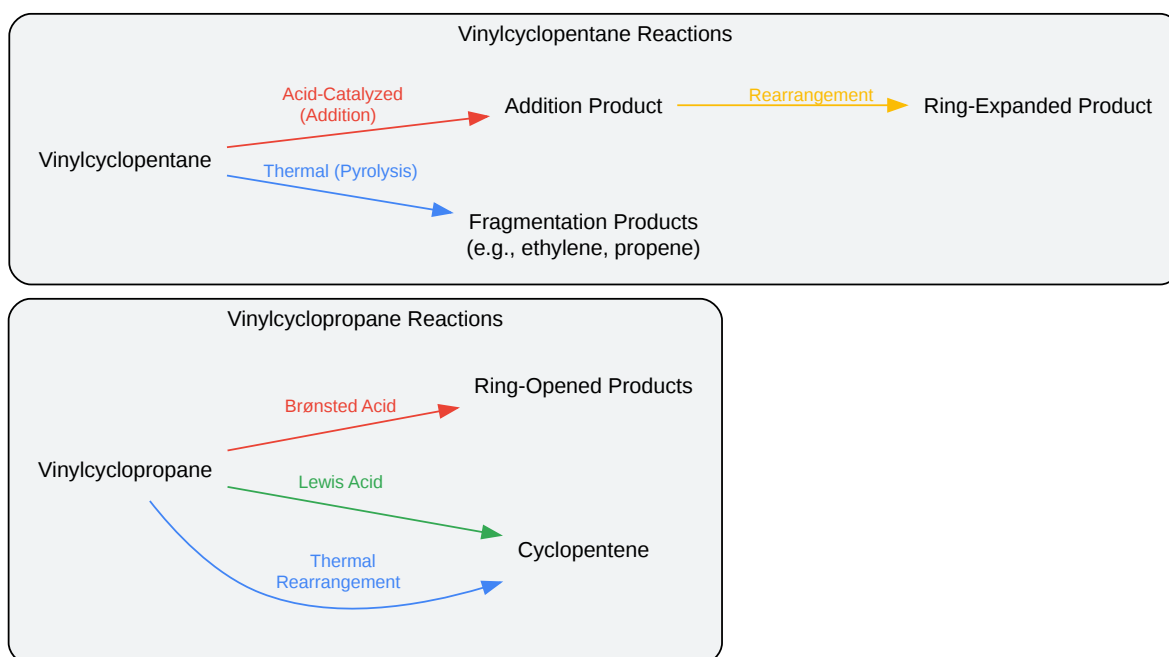 Vinylcyclopentane Reactions
Acid-Catalyzed
(Addition)
Addition Product
Rearrangement
Ring-Expanded Product
Vinylcyclopentane
Thermal (Pyrolysis)
Fragmentation Products
(e.g., ethylene, propene)
Vinylcyclopropane Reactions
Ring-Opened Products
Brønsted Acid
Vinylcyclopropane
Lewis Acid
Cyclopentene
Thermal
Rearrangement